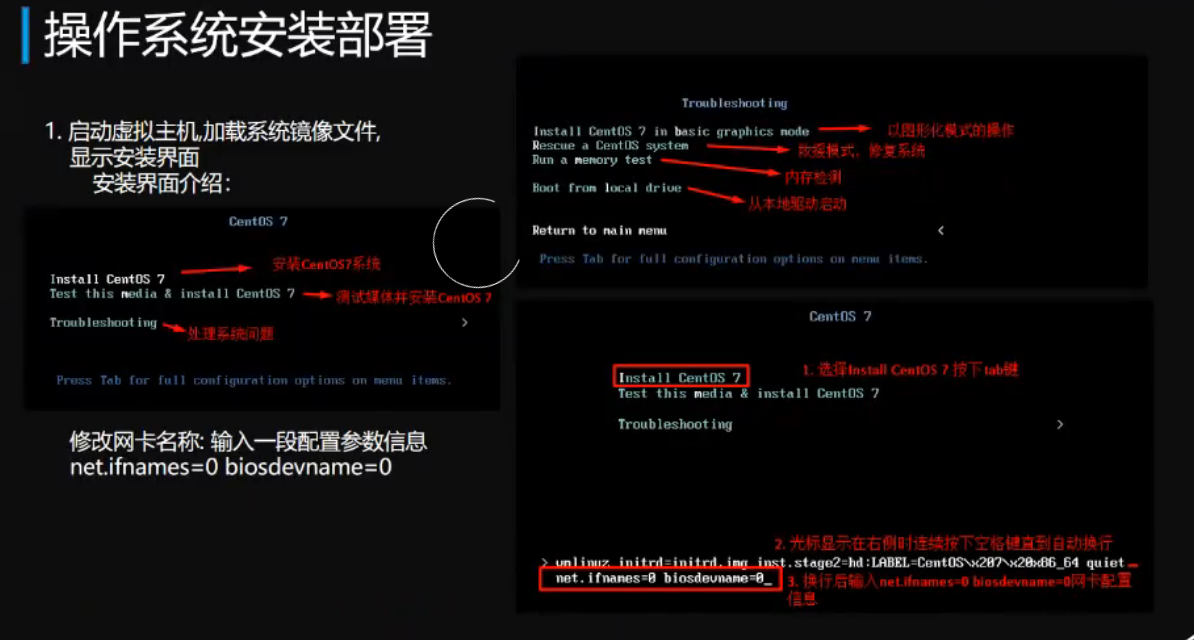 操作系统安装部署
1. 启动虚拟主机,加载系统镜像文件,
显示安装界面
安装界面介绍:
CentOS 7
Install CentOS 7
安装CentOS7系统
Test this media & install CentOS 7
测试媒体并安装CentOS 7
Troubleshooting
处理系统问题
Press Tab for full configuration options on menu items.
修改网卡名称: 输入一段配置参数信息
net.ifnames=0 biosdevname=0
Troubleshooting
Install CentOS 7 in basic graphics mode
以图形化模式的操作
Rescue a CentOS system
救援模式, 修复系统
Run a memory test
内存检测
Boot from local drive
从本地驱动启动
Return to main menu
Press Tab for full configuration options on menu items.
CentOS 7
Install CentOS 7
1. 选择Install CentOS 7 按下tab键
Test this media & install CentOS 7
Troubleshooting
2. 光标显示在右侧时连续按下空格键直到自动换行
> vmlinuz initrd=initrd.img inst.stage2=hd:LABEL=CentOS\x207\x20x86_64 quiet
net.ifnames=0 biosdevname=0_
3. 换行后输入net.ifnames=0 biosdevname=0网卡配置
信息